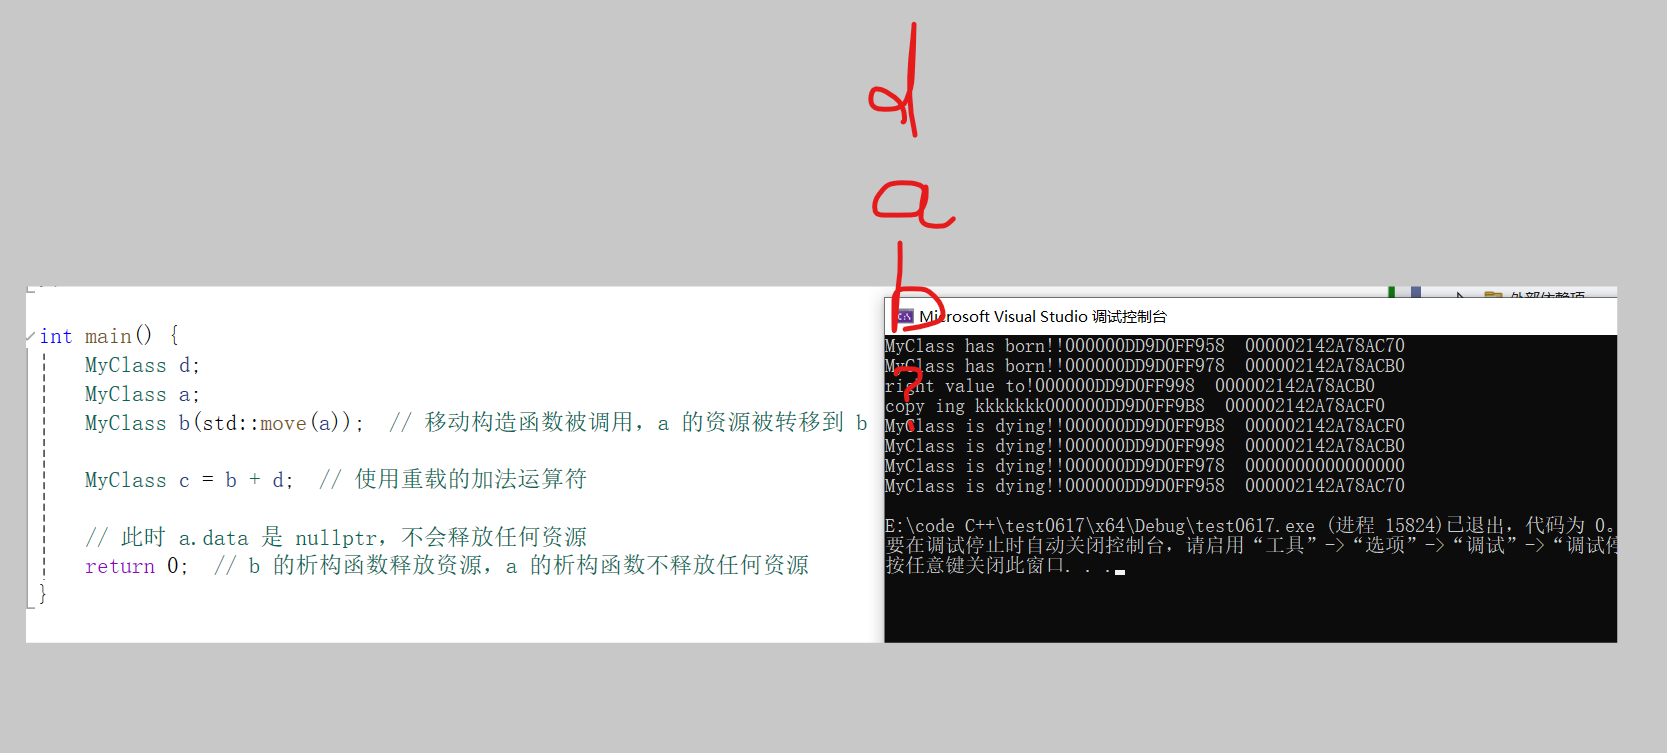 d
a
b
?
外部依赖项
int main() {
MyClass d;
MyClass a;
MyClass b(std::move(a));  // 移动构造函数被调用，a 的资源被转移到 b
MyClass c = b + d;  // 使用重载的加法运算符
// 此时 a.data 是 nullptr，不会释放任何资源
return 0;  // b 的析构函数释放资源，a 的析构函数不释放任何资源
}
Microsoft Visual Studio 调试控制台
MyClass has born!!000000DD9D0FF958  000002142A78AC70
MyClass has born!!000000DD9D0FF978  000002142A78ACB0
right value to!000000DD9D0FF998  000002142A78ACB0
copy ing kkkkkkk000000DD9D0FF9B8  000002142A78ACF0
MyClass is dying!!000000DD9D0FF9B8  000002142A78ACF0
MyClass is dying!!000000DD9D0FF998  000002142A78ACB0
MyClass is dying!!000000DD9D0FF978  0000000000000000
MyClass is dying!!000000DD9D0FF958  000002142A78AC70
E:\code C++\test0617\x64\Debug\test0617.exe (进程 15824)已退出，代码为 0。
要在调试停止时自动关闭控制台，请启用“工具”->“选项”->“调试”->“调试停
按任意键关闭此窗口. . .